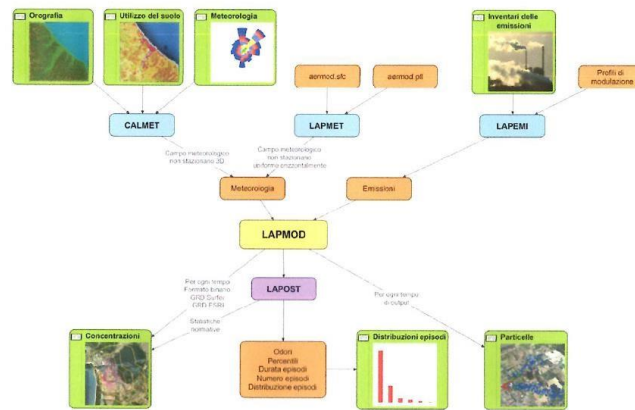 Orografia
Utilizzo del suolo
Meteorologia
Inventari delle
emissioni
aermod.sfc
aermod.pfl
Profili di
modulazione
CALMET
LAPMET
LAPEMI
Campo meteorologico
non stazionario 3D
Campo meteorologico
non stazionario
uniforme orizzontalmente
Meteorologia
Emissioni
LAPMOD
Per ogni tempo
Formato binario
GRD Surfer
GRD ESRI
LAPOST
Per ogni tempo
di output
Statistiche
normative
Concentrazioni
Odori
Percentili
Durata episodi
Numero episodi
Distribuzione episodi
Distribuzioni episodi
Particelle